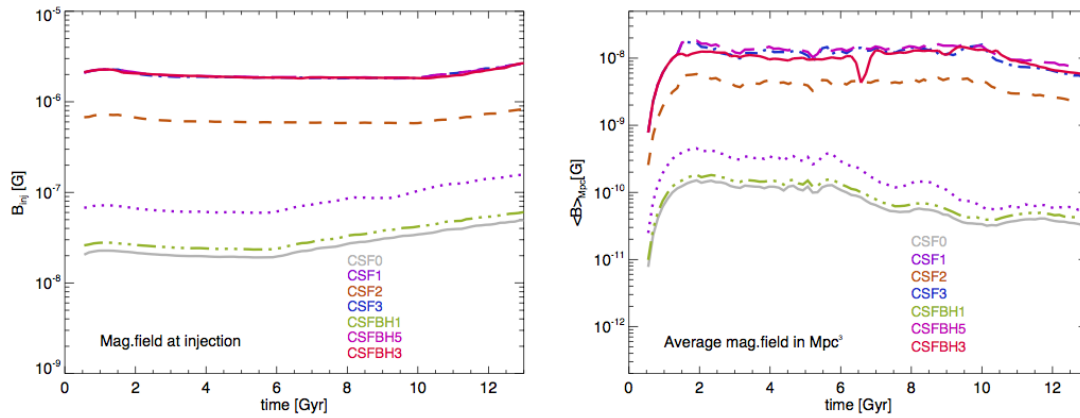 10⁻⁵
10⁻⁶
10⁻⁷
10⁻⁸
10⁻⁹
B_inj [G]
CSF0
CSF1
CSF2
CSF3
CSFBH1
CSFBH5
CSFBH3
Mag.field at injection
0 2 4 6 8 10 12
time [Gyr]
10⁻⁸
10⁻⁹
10⁻¹⁰
10⁻¹¹
10⁻¹²
<B>_Mpc[G]
CSF0
CSF1
CSF2
CSF3
CSFBH1
CSFBH5
CSFBH3
Average mag.field in Mpc³
0 2 4 6 8 10 12
time [Gyr]